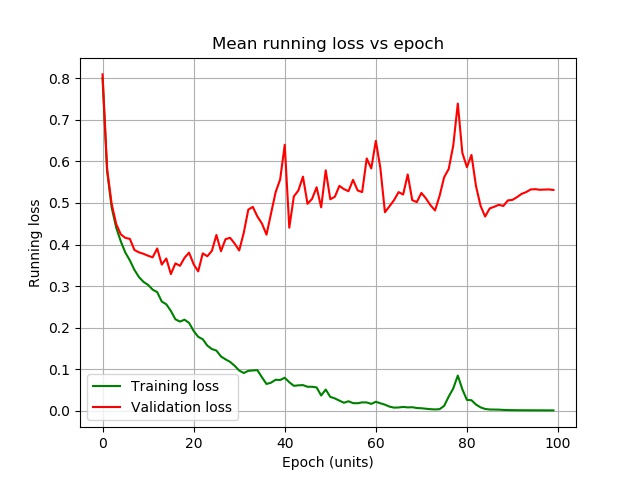 Mean running loss vs epoch
0.8
0.7
0.6
0.5
0.4
0.3
0.2
0.1
0.0
Running loss
Training loss
Validation loss
0 20 40 60 80 100
Epoch (units)